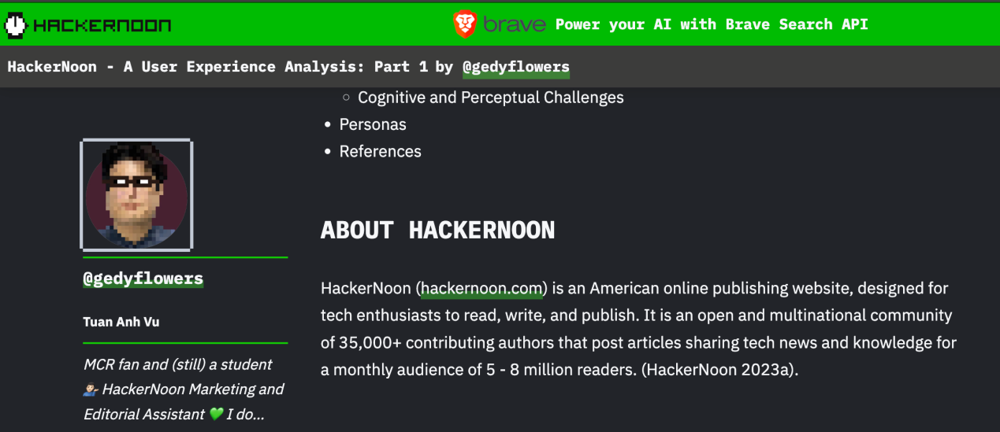 HACKERNOON
brave Power your AI with Brave Search API
HackerNoon - A User Experience Analysis: Part 1 by @gedyflowers
◦ Cognitive and Perceptual Challenges
• Personas
• References
ABOUT HACKERNOON
HackerNoon (hackernoon.com) is an American online publishing website, designed for
tech enthusiasts to read, write, and publish. It is an open and multinational community
of 35,000+ contributing authors that post articles sharing tech news and knowledge for
a monthly audience of 5 - 8 million readers. (HackerNoon 2023a).
@gedyflowers
Tuan Anh Vu
MCR fan and (still) a student
💁🏻‍♂️ HackerNoon Marketing and
Editorial Assistant 💚 I do...